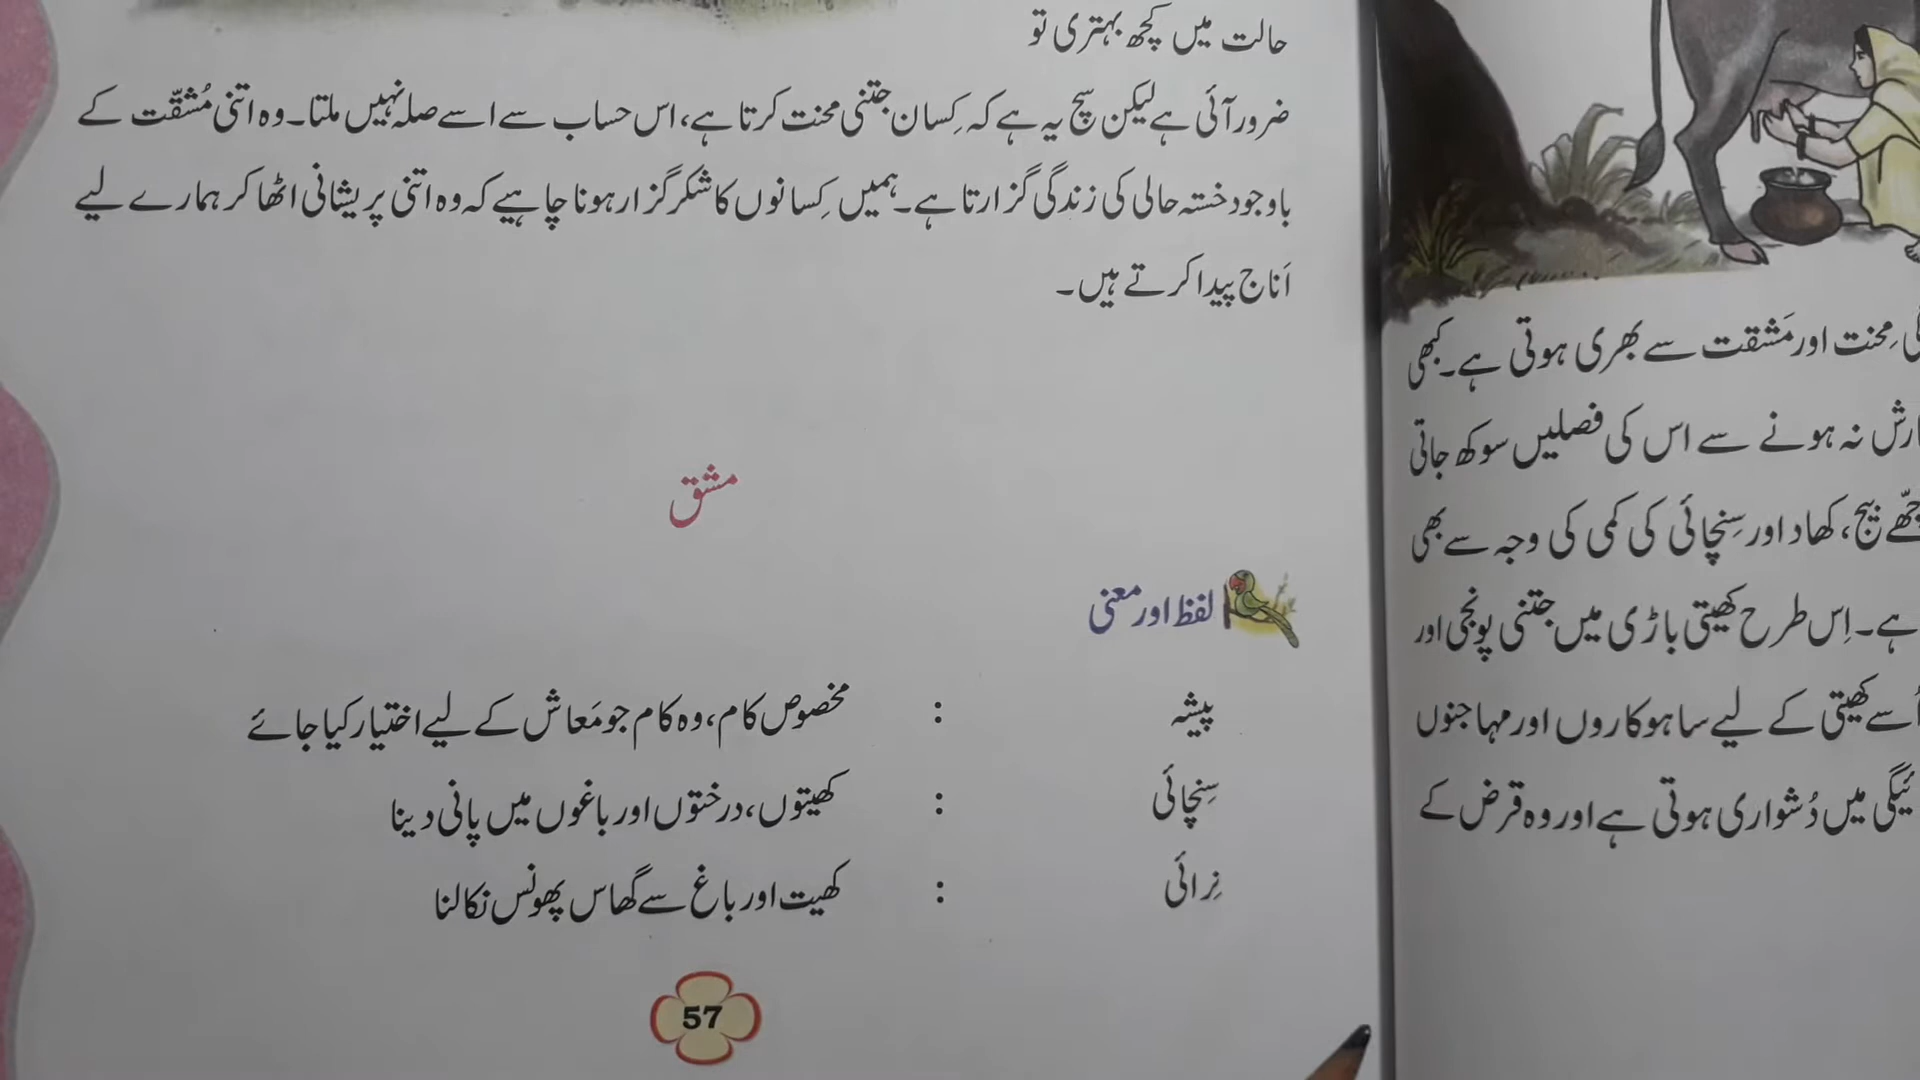 حالت میں کچھ بہتری تو
ضرور آئی ہے لیکن سچ یہ ہے کہ کِسان جتنی محنت کرتا ہے، اس حساب سے اسے صلہ نہیں ملتا۔ وہ اتنی مُشقّت کے
باوجود خستہ حالی کی زندگی گزارتا ہے۔ ہمیں کِسانوں کا شکر گزار ہونا چاہیے کہ وہ اتنی پریشانی اٹھا کر ہمارے لیے
اَناج پیدا کرتے ہیں۔
مشق
لفظ اور معنی
پیشہ : مخصوص کام، وہ کام جو مَعاش کے لیے اختیار کیا جائے
سِنچائی : کھیتوں، درختوں اور باغوں میں پانی دینا
نِرائی : کھیت اور باغ سے گھاس پھونس نکالنا
57
مِحنت اور مَشقت سے بھری ہوتی ہے۔ کبھی
نہ ہونے سے اس کی فصلیں سوکھ جاتی
بیج، کھاد اور سِنچائی کی کمی کی وجہ سے بھی
ہے۔ اِس طرح کھیتی باڑی میں جتنی پونجی اور
اُسے کھیتی کے لیے ساہوکاروں اور مہاجنوں
میں دُشواری ہوتی ہے اور وہ قرض کے